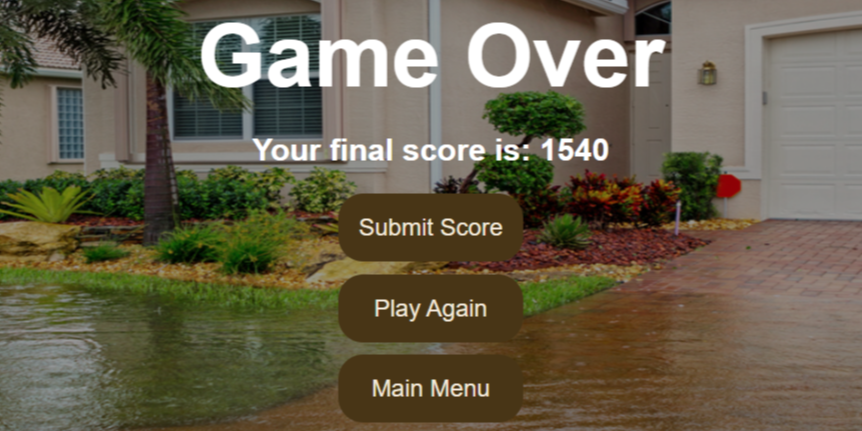 Game Over
Your final score is: 1540
Submit Score
Play Again
Main Menu